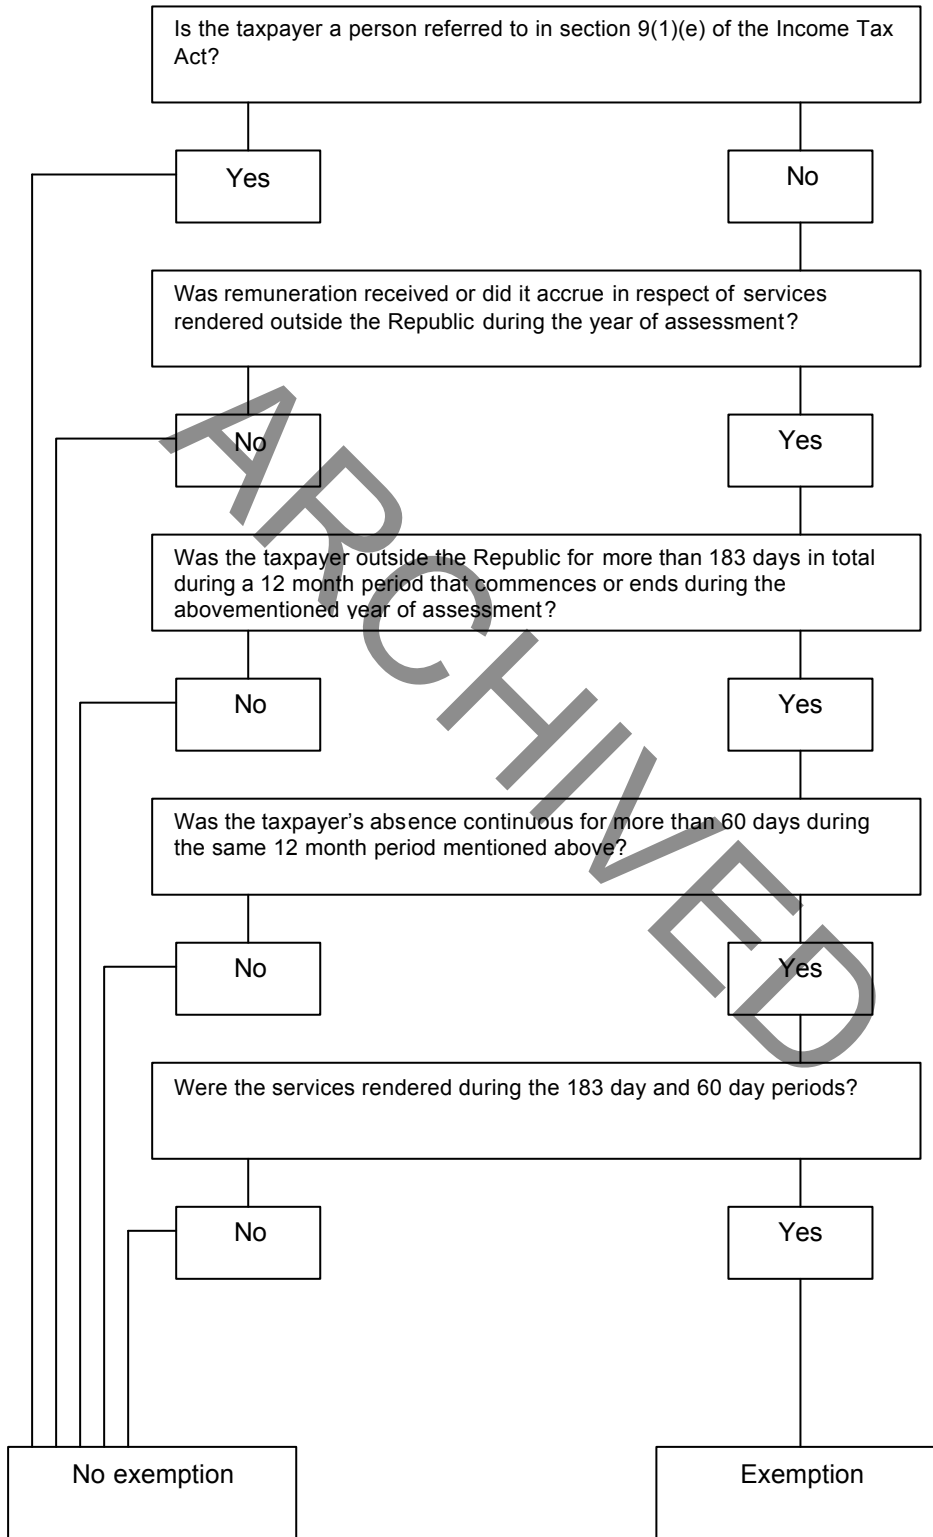 Is the taxpayer a person referred to in section 9(1)(e) of the Income Tax
Act?
Yes
No
Was remuneration received or did it accrue in respect of services
rendered outside the Republic during the year of assessment?
No
Yes
Was the taxpayer outside the Republic for more than 183 days in total
during a 12 month period that commences or ends during the
abovementioned year of assessment?
No
Yes
Was the taxpayer's absence continuous for more than 60 days during
the same 12 month period mentioned above?
No
Yes
Were the services rendered during the 183 day and 60 day periods?
No
Yes
No exemption
Exemption
ARCHIVED